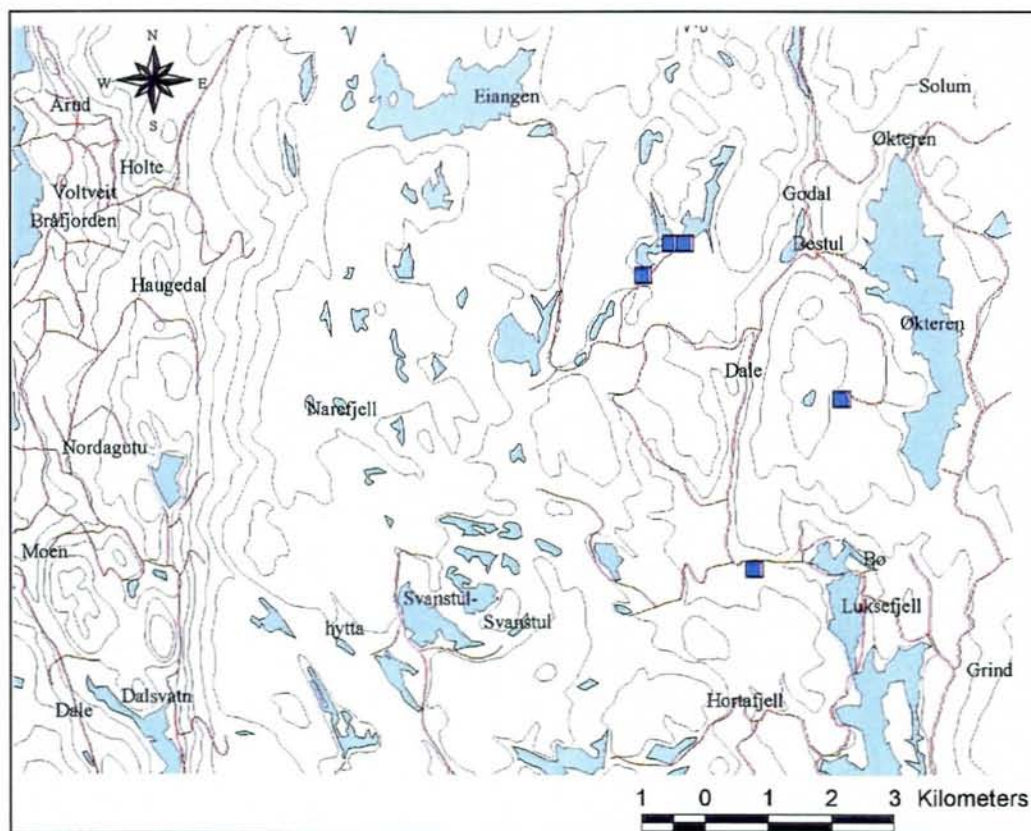 N
W E
S
Eiangen
Solum
Årud
Økteren
Holte
Voltveit
Godal
Bråfjorden
Bestul
Haugedal
Økteren
Dale
Narefjell
Nordagutu
Moen
Bø
Svanstul-
Luksefjell
Svanstul
hytta
Grind
Dalsvatn
Hortafjell
Dale
1 0 1 2 3 Kilometers